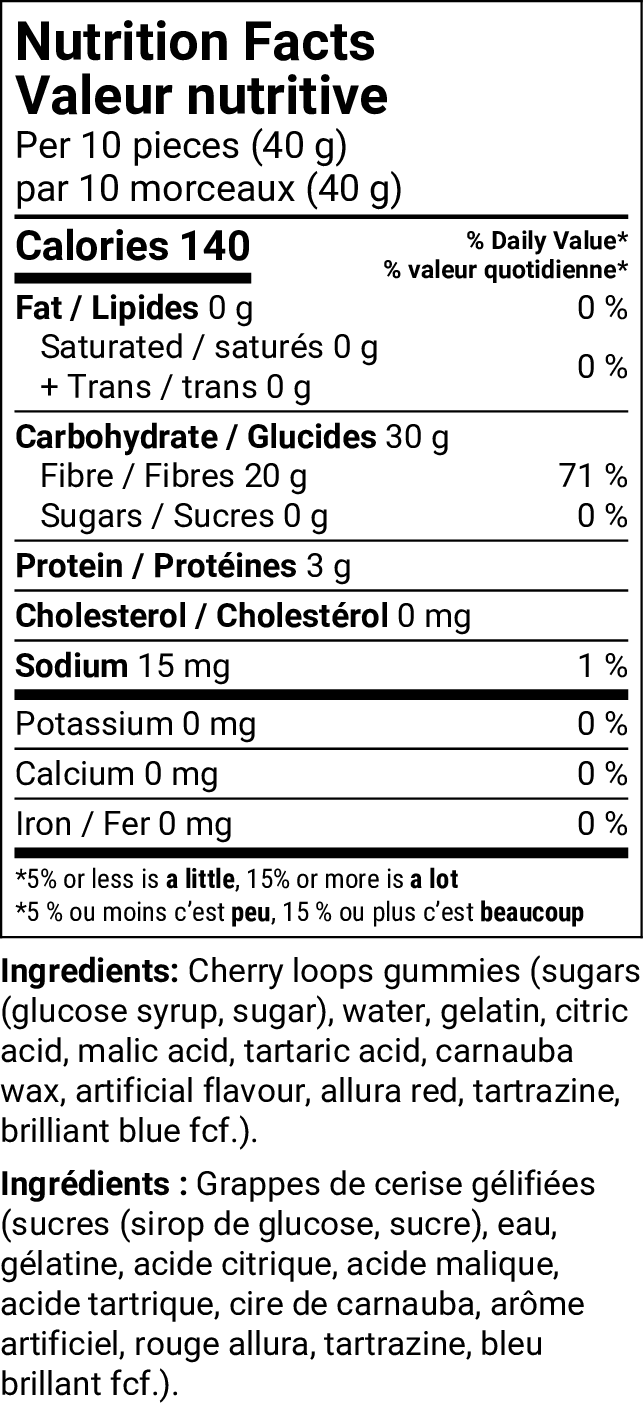 Nutrition Facts
Valeur nutritive
Per 10 pieces (40 g)
par 10 morceaux (40 g)
Calories 140
% Daily Value*
% valeur quotidienne*
Fat / Lipides 0 g 0 %
Saturated / saturés 0 g
+ Trans / trans 0 g
0 %
Carbohydrate / Glucides 30 g
Fibre / Fibres 20 g 71 %
Sugars / Sucres 0 g 0 %
Protein / Protéines 3 g
Cholesterol / Cholestérol 0 mg
Sodium 15 mg 1 %
Potassium 0 mg 0 %
Calcium 0 mg 0 %
Iron / Fer 0 mg 0 %
*5% or less is a little, 15% or more is a lot
*5 % ou moins c’est peu, 15 % ou plus c’est beaucoup
Ingredients: Cherry loops gummies (sugars
(glucose syrup, sugar), water, gelatin, citric
acid, malic acid, tartaric acid, carnauba
wax, artificial flavour, allura red, tartrazine,
brilliant blue fcf.).
Ingrédients : Grappes de cerise gélifiées
(sucres (sirop de glucose, sucre), eau,
gélatine, acide citrique, acide malique,
acide tartrique, cire de carnauba, arôme
artificiel, rouge allura, tartrazine, bleu
brillant fcf.).